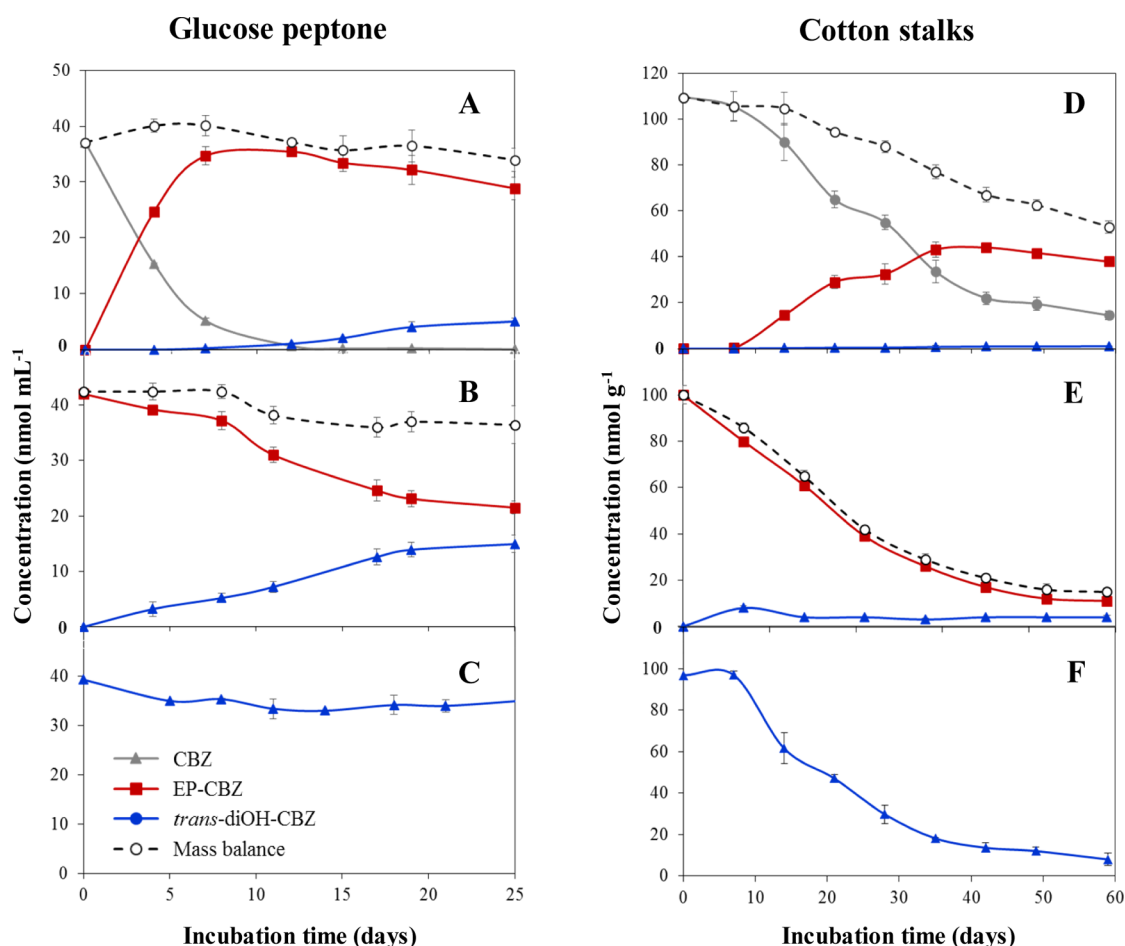 Glucose peptone
Cotton stalks
Concentration (nmol mL-1
50
40
30
20
10
0
A
40
30
20
10
0
B
40
30
20
10
0
C
CBZ
EP-CBZ
trans-diOH-CBZ
Mass balance
0 5 10 15 20 25
Incubation time (days)
Concentration (nmol g-1
120
100
80
60
40
20
0
D
100
80
60
40
20
0
E
100
80
60
40
20
0
F
0 10 20 30 40 50 60
Incubation time (days)